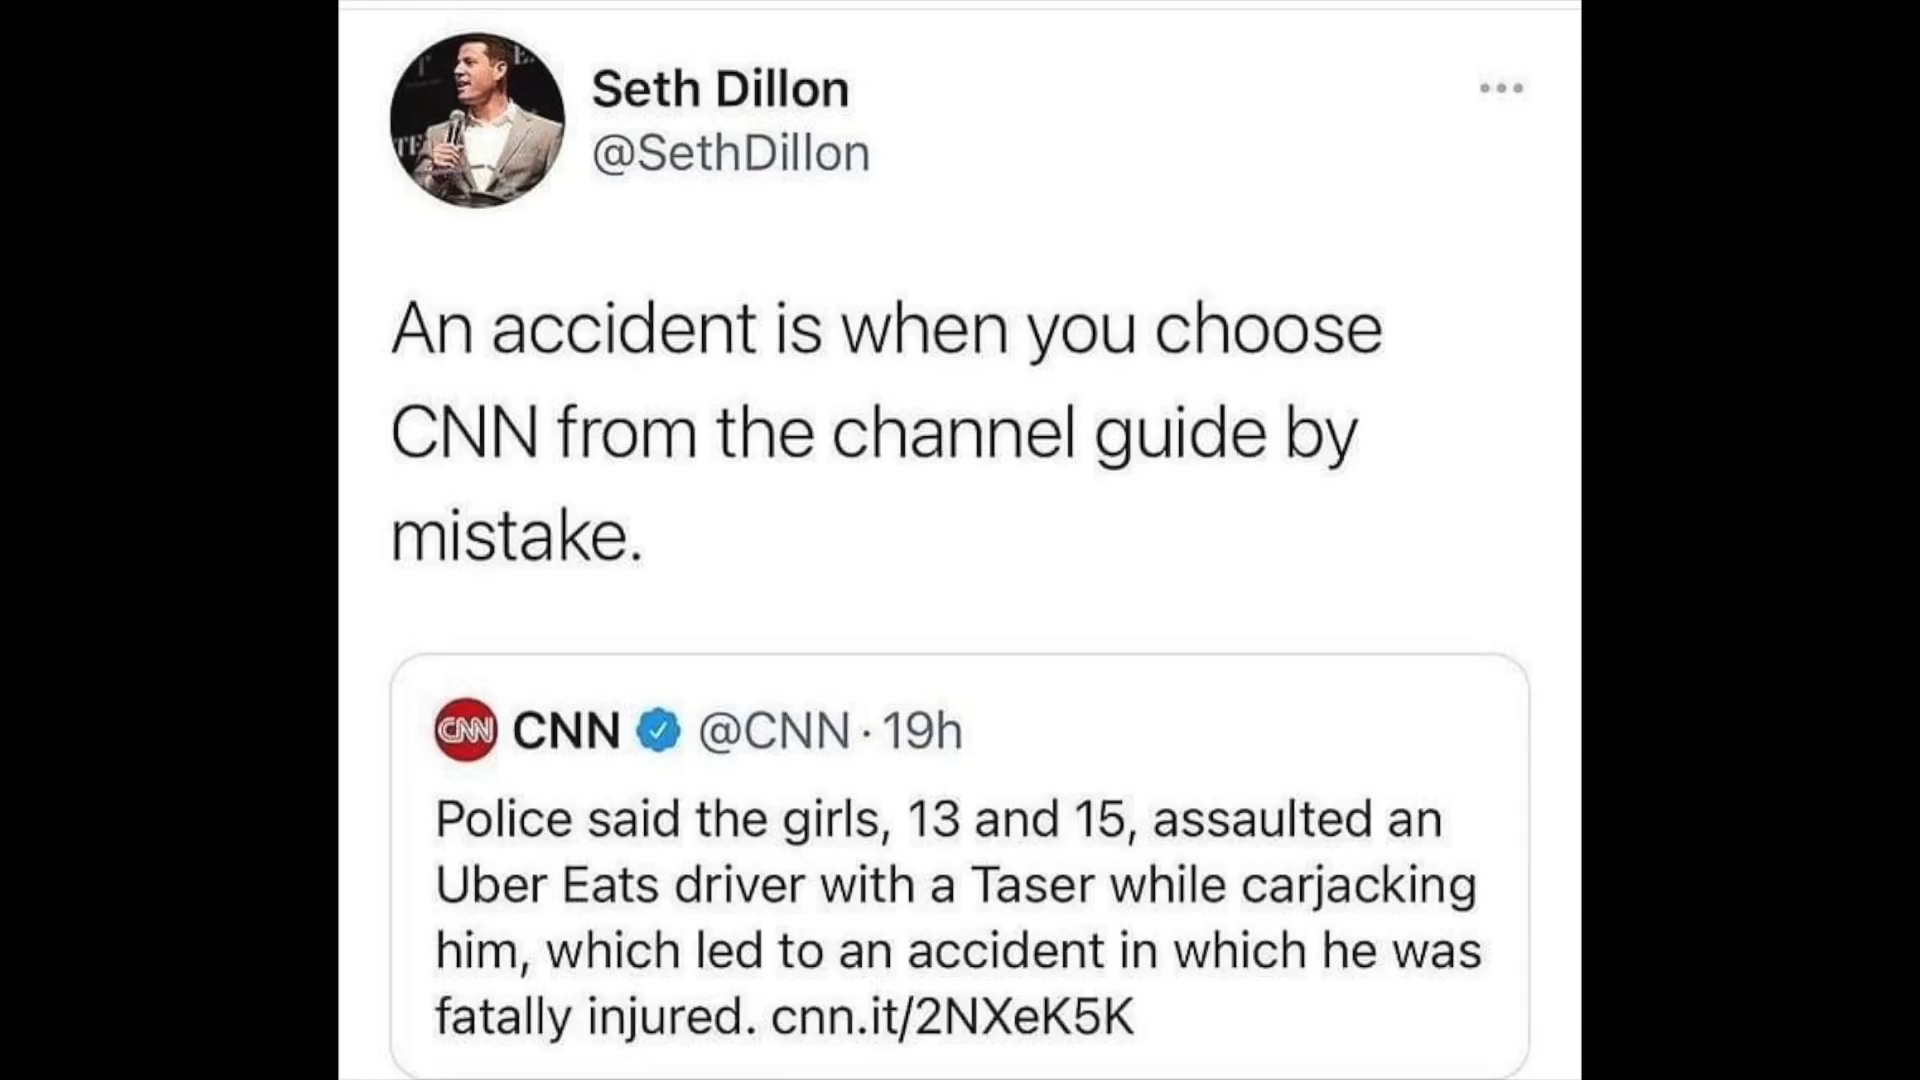 Seth Dillon
@SethDillon
An accident is when you choose
CNN from the channel guide by
mistake.
CNN CNN @CNN · 19h
Police said the girls, 13 and 15, assaulted an
Uber Eats driver with a Taser while carjacking
him, which led to an accident in which he was
fatally injured. cnn.it/2NXeK5K